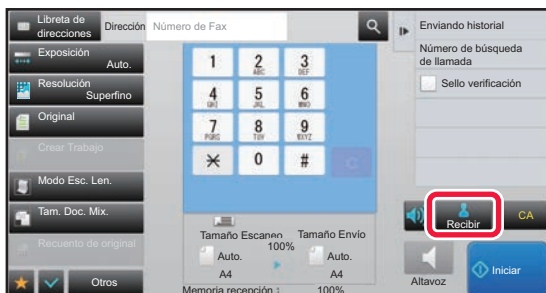 Libreta de
direcciones
Dirección
Número de Fax
Enviando historial
Exposición
Auto.
Número de búsqueda
de llamada
Resolución
Superfino
Sello verificación
Original
Crear Trabajo
Modo Esc. Len.
Tam. Doc. Mix.
Recuento de original
Otros
1
2
ABC
3
DEF
4
GHI
5
JKL
6
MNO
7
PQRS
8
TUV
9
WXYZ
0
#
C
Tamaño Escaneo
Tamaño Envio
100%
Auto.
Auto.
A4
A4
Memoria recepción :
100%
Recibir
CA
Altavoz
Iniciar